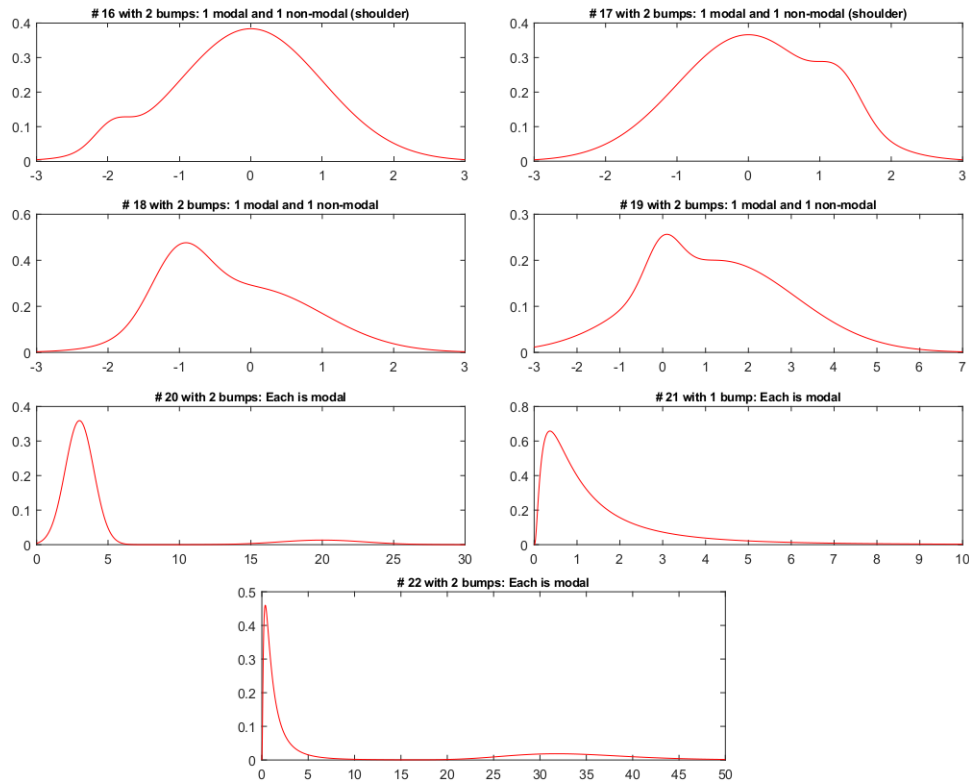 # 16 with 2 bumps: 1 modal and 1 non-modal (shoulder)
0.4
0.3
0.2
0.1
0
-3 -2 -1 0 1 2 3
# 17 with 2 bumps: 1 modal and 1 non-modal (shoulder)
0.4
0.3
0.2
0.1
0
-3 -2 -1 0 1 2 3
# 18 with 2 bumps: 1 modal and 1 non-modal
0.6
0.4
0.2
0
-3 -2 -1 0 1 2 3
# 19 with 2 bumps: 1 modal and 1 non-modal
0.3
0.2
0.1
0
-3 -2 -1 0 1 2 3 4 5 6 7
# 20 with 2 bumps: Each is modal
0.4
0.3
0.2
0.1
0
0 5 10 15 20 25 30
# 21 with 1 bump: Each is modal
0.8
0.6
0.4
0.2
0
0 1 2 3 4 5 6 7 8 9 10
# 22 with 2 bumps: Each is modal
0.5
0.4
0.3
0.2
0.1
0
0 5 10 15 20 25 30 35 40 45 50